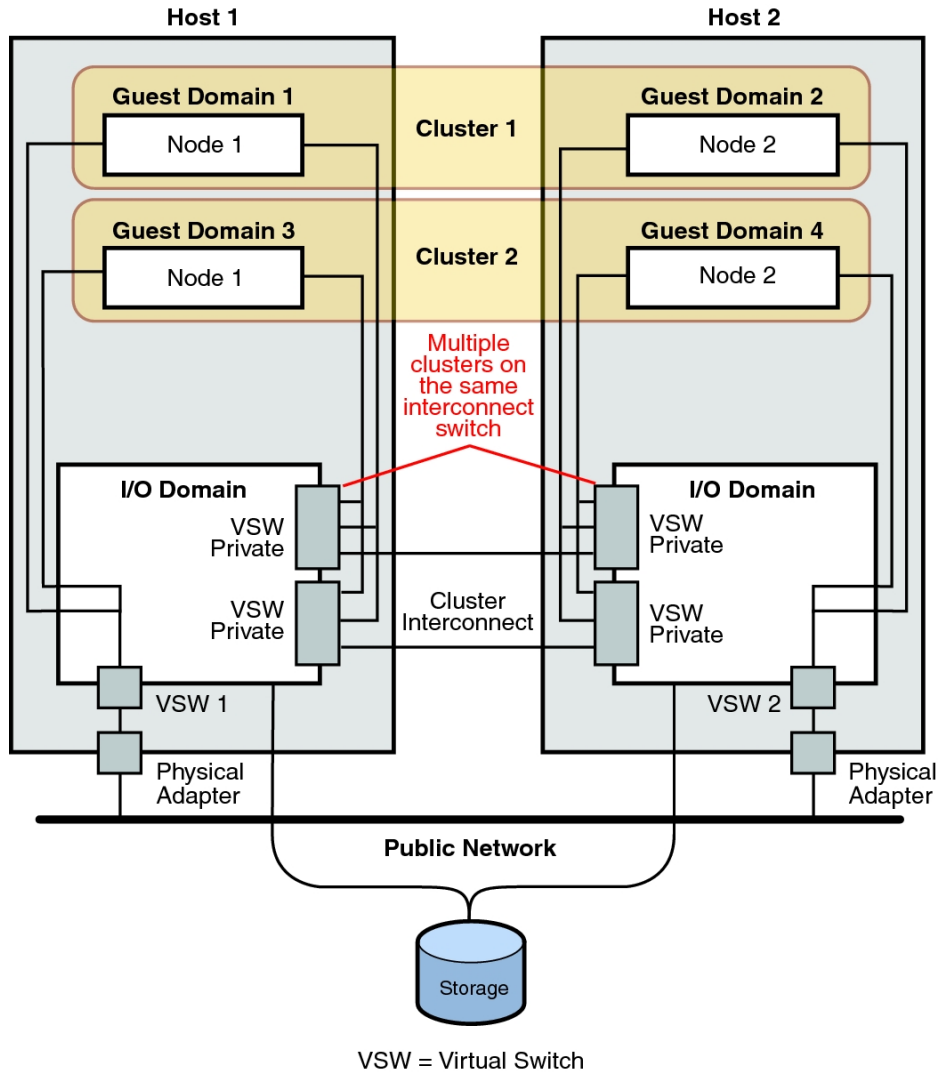 Host 1
Host 2
Guest Domain 1
Node 1
Cluster 1
Guest Domain 2
Node 2
Guest Domain 3
Node 1
Cluster 2
Guest Domain 4
Node 2
Multiple
clusters on
the same
interconnect
switch
I/O Domain
VSW
Private
VSW
Private
I/O Domain
VSW
Private
VSW
Private
Cluster
Interconnect
VSW 1
VSW 2
Physical
Adapter
Physical
Adapter
Public Network
Storage
VSW = Virtual Switch